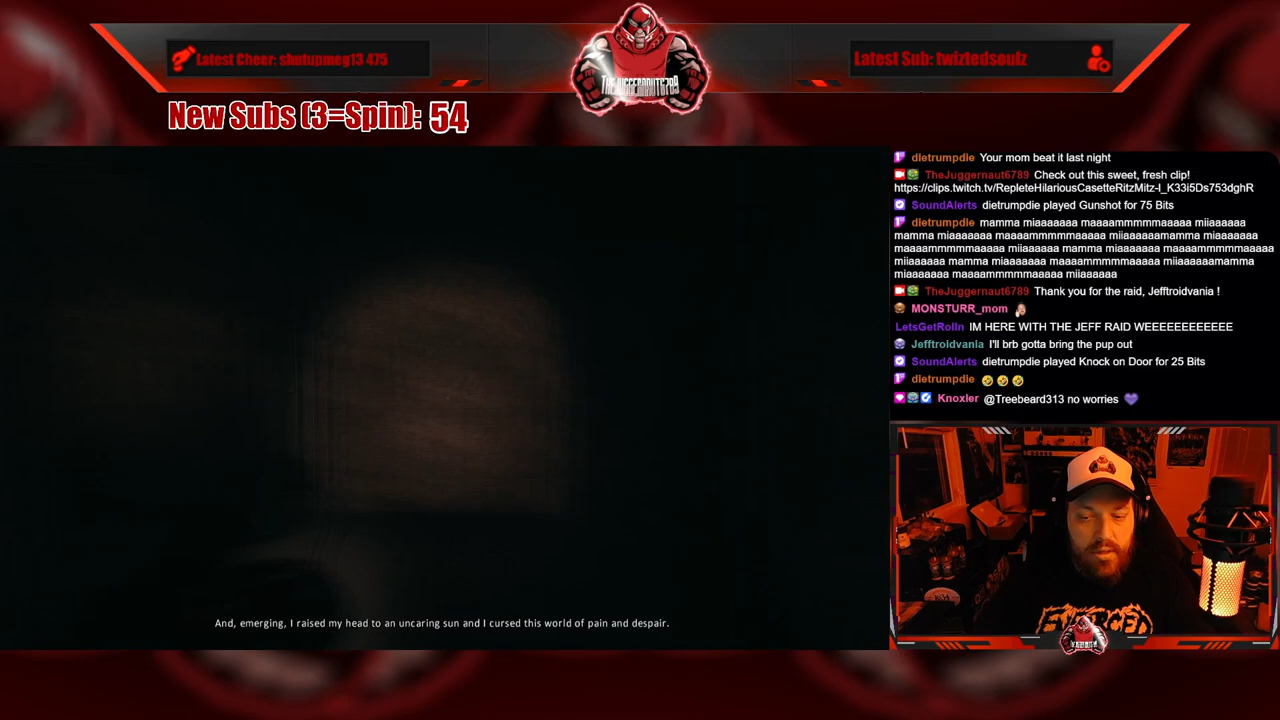 Latest Cheer: shutupmeg13 475
THEJUGGERNAUT6789
Latest Sub: twiztedsoulz
New Subs (3=Spin): 54
dietrumpdie Your mom beat it last night
TheJuggernaut6789 Check out this sweet, fresh clip!
https://clips.twitch.tv/RepleteHilariousCasetteRitzMitz-I_K33i5Ds753dghR
SoundAlerts dietrumpdie played Gunshot for 75 Bits
dietrumpdie mamma miaaaaaaa maaaammmmmaaaaa miiaaaaaa
mamma miaaaaaaa maaaammmmmaaaaa miiaaaaaamamma miaaaaaaa
maaaammmmmaaaaa miiaaaaaa mamma miaaaaaaa maaaammmmmaaaaa
miiaaaaaa mamma miaaaaaaa maaaammmmmaaaaa miiaaaaaamamma
miaaaaaaa maaaammmmmaaaaa miiaaaaaa
TheJuggernaut6789 Thank you for the raid, Jefftroidvania !
MONSTURR_mom
LetsGetRolln IM HERE WITH THE JEFF RAID WEEEEEEEEEEEE
Jefftroidvania I'll brb gotta bring the pup out
SoundAlerts dietrumpdie played Knock on Door for 25 Bits
dietrumpdie
Knoxler @Treebeard313 no worries
And, emerging, I raised my head to an uncaring sun and I cursed this world of pain and despair.